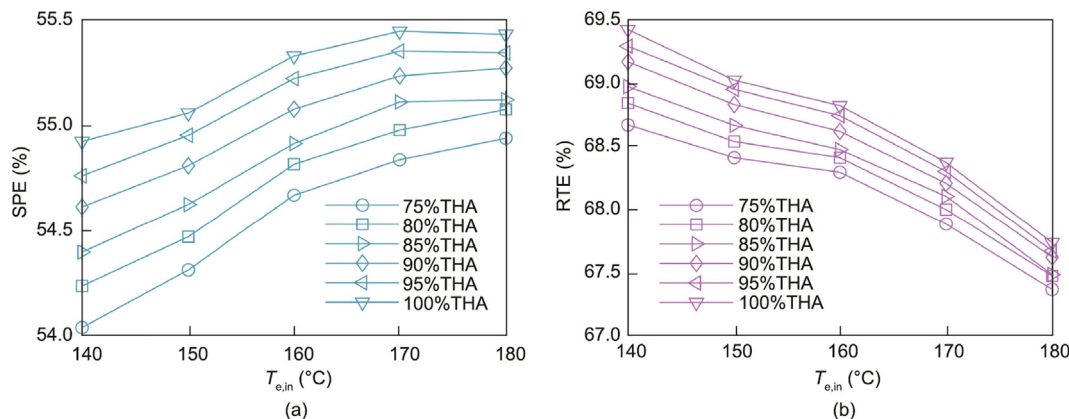 55.5
55.0
54.5
54.0
SPE (%)
75%THA
80%THA
85%THA
90%THA
95%THA
100%THA
140 150 160 170 180
Te,in (°C)
(a)
69.5
69.0
68.5
68.0
67.5
67.0
RTE (%)
75%THA
80%THA
85%THA
90%THA
95%THA
100%THA
140 150 160 170 180
Te,in (°C)
(b)